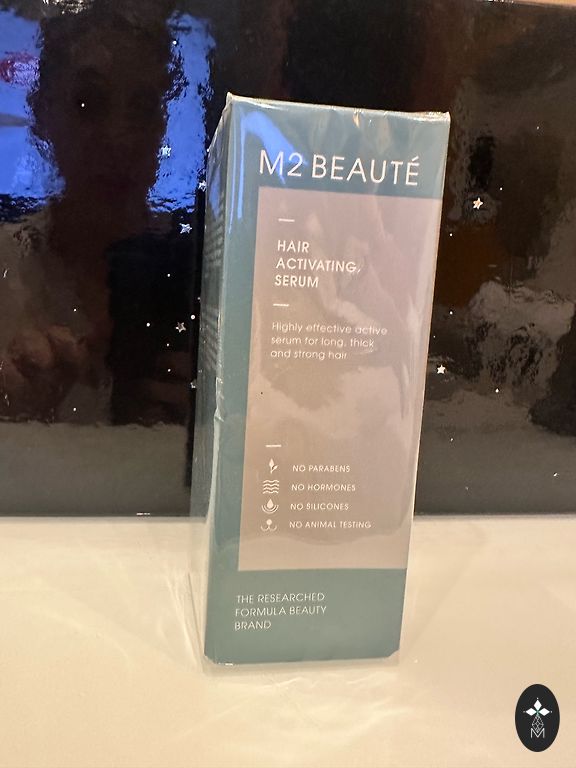 M2 BEAUTÉ
HAIR
ACTIVATING
SERUM
Highly effective active
serum for long, thick
and strong hair
NO PARABENS
NO HORMONES
NO SILICONES
NO ANIMAL TESTING
THE RESEARCHED
FORMULA BEAUTY
BRAND
M